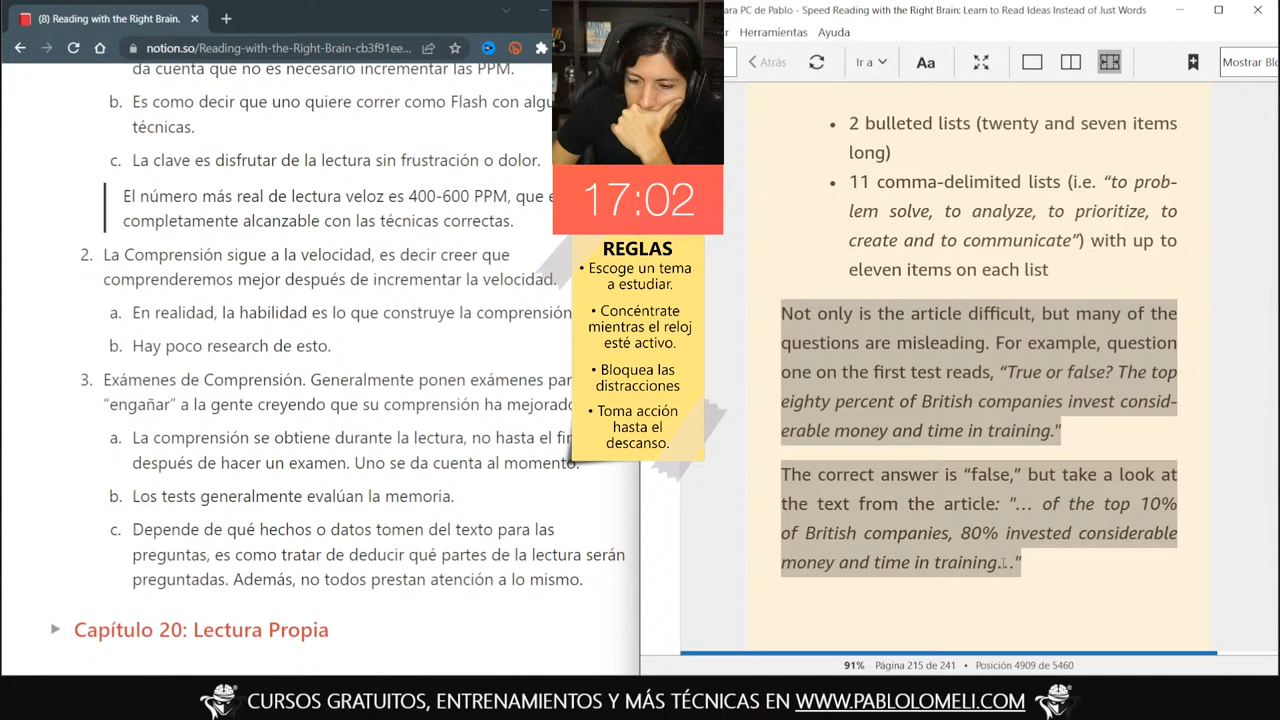 (8) Reading with the Right Brain.
notion.so/Reading-with-the-Right-Brain-cb3f91ee...
da cuenta que no es necesario incrementar las PPM.
b. Es como decir que uno quiere correr como Flash con
técnicas.
c. La clave es disfrutar de la lectura sin frustración o dolor.
El número más real de lectura veloz es 400-600 PPM, que
completamente alcanzable con las técnicas correctas.
2. La Comprensión sigue a la velocidad, es decir creer que
comprenderemos mejor después de incrementar la velocidad.
a. En realidad, la habilidad es lo que construye la comprensión
b. Hay poco research de esto.
3. Exámenes de Comprensión. Generalmente ponen exámenes
“engañar” a la gente creyendo que su comprensión ha
a. La comprensión se obtiene durante la lectura, no hasta el
después de hacer un examen. Uno se da cuenta al momento.
b. Los tests generalmente evalúan la memoria.
c. Depende de qué hechos o datos tomen del texto para las
preguntas, es como tratar de deducir qué partes de la lectura serán
preguntadas. Además, no todos prestan atención a lo mismo.
Capítulo 20: Lectura Propia
17:02
REGLAS
• Escoge un tema
a estudiar.
• Concéntrate
mientras el reloj
esté activo.
• Bloquea las
distracciones
• Toma acción
hasta el
descanso.
para PC de Pablo - Speed Reading with the Right Brain: Learn to Read Ideas Instead of Just Words
Herramientas Ayuda
Atrás Ir a Aa Mostrar
• 2 bulleted lists (twenty and seven items
long)
• 11 comma-delimited lists (i.e. “to prob-
lem solve, to analyze, to prioritize, to
create and to communicate”) with up to
eleven items on each list
Not only is the article difficult, but many of the
questions are misleading. For example, question
one on the first test reads, “True or false? The top
eighty percent of British companies invest consid-
erable money and time in training."
The correct answer is “false,” but take a look at
the text from the article: "… of the top 10%
of British companies, 80% invested considerable
money and time in training…"
91% Página 215 de 241 • Posición 4909 de 5460
CURSOS GRATUITOS, ENTRENAMIENTOS Y MÁS TÉCNICAS EN WWW.PABLOLOMELI.COM